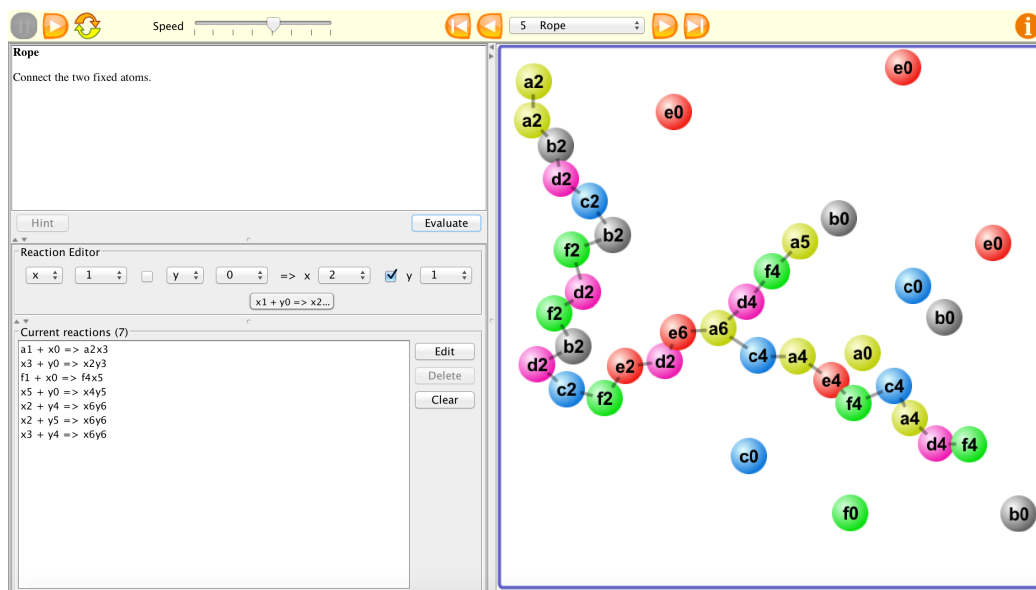 Speed
5 Rope
Rope
Connect the two fixed atoms.
Hint
Evaluate
Reaction Editor
x 1 y 0 => x 2 y 1
x1 + y0 => x2...
Current reactions (7)
a1 + x0 => a2x3
x3 + y0 => x2y3
f1 + x0 => f4x5
x5 + y0 => x4y5
x2 + y4 => x6y6
x2 + y5 => x6y6
x3 + y4 => x6y6
Edit
Delete
Clear
i
e0
a2
e0
a2
b2
d2
c2
b2
b0
f2
a5
e0
f4
d2
c0
d4
f2
b0
e6
a6
b2
a0
c4
a4
d2
e2
d2
e4
c4
c2
f2
f4
a4
d4
f4
c0
f0
b0